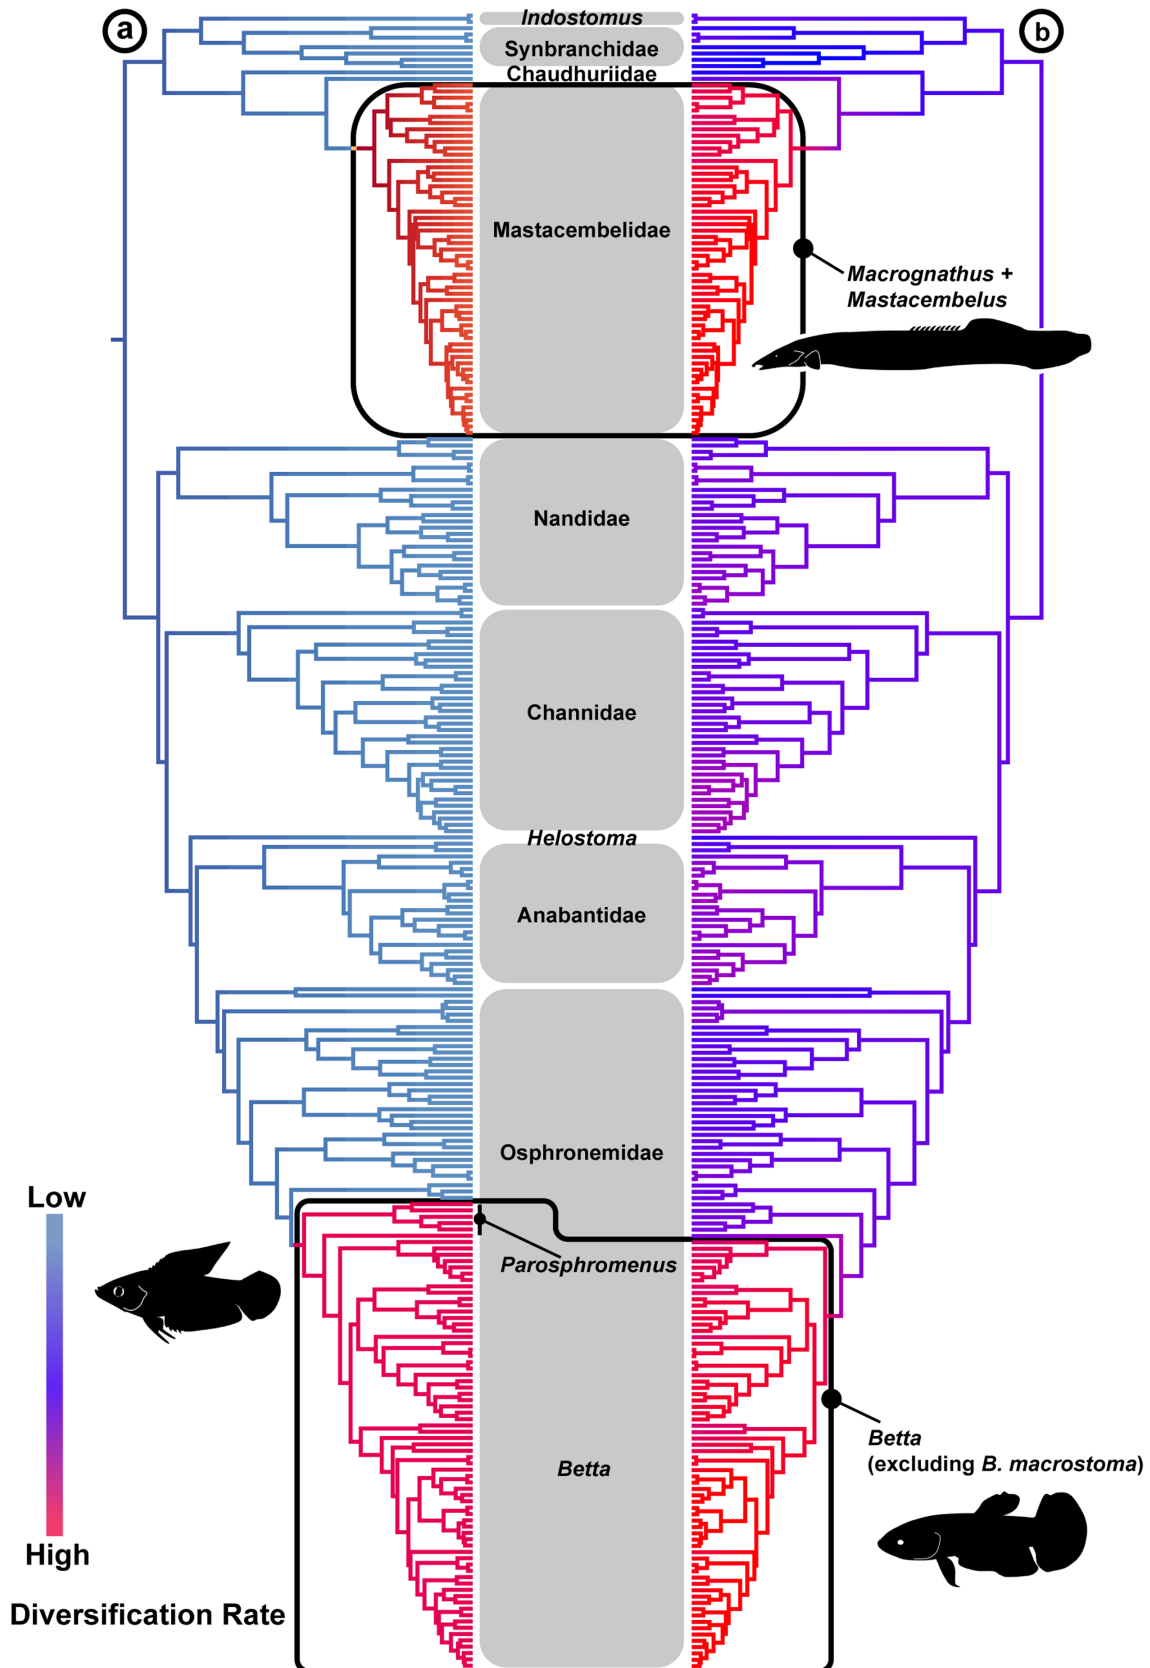 a
b
Indostomus
Synbranchidae
Chaudhuriidae
Mastacembelidae
Macrognathus +
Mastacembelus
Nandidae
Channidae
Helostoma
Anabantidae
Osphronemidae
Low
Parosphromenus
Betta
(excluding B. macrostoma)
Betta
High
Diversification Rate